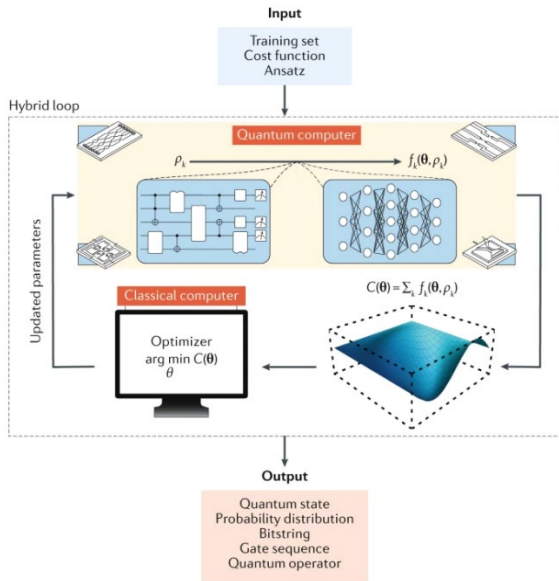 Input
Training set
Cost function
Ansatz
Hybrid loop
Quantum computer
ρₖ
fₖ(θ,ρₖ)
Updated parameters
Classical computer
C(θ) = ∑ₖ fₖ(θ,ρₖ)
Optimizer
arg min C(θ)
θ
Output
Quantum state
Probability distribution
Bitstring
Gate sequence
Quantum operator